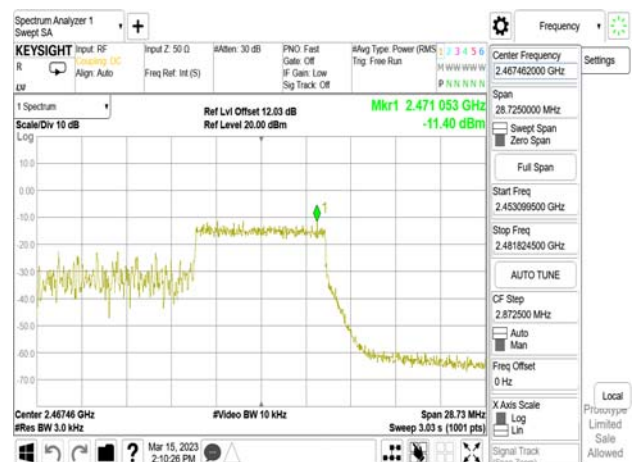 Spectrum Analyzer 1
Swept SA
Frequency
KEYSIGHT
Input: RF
Coupling: DC
Align: Auto
Input Z: 50 Ω
Freq Ref: Int (S)
#Atten: 30 dB
PNO: Fast
Gate: Off
IF Gain: Low
Sig Track: Off
#Avg Type: Power (RMS
Trig: Free Run
1 2 3 4 5 6
M W W W W W
P N N N N N
R
1 Spectrum
Scale/Div 10 dB
Log
Ref Lvl Offset 12.03 dB
Ref Level 20.00 dBm
Mkr1 2.471 053 GHz
-11.40 dBm
1
10.0
0.00
-10.0
-30.0
-40.0
-50.0
-60.0
-70.0
Center 2.46746 GHz
#Res BW 3.0 kHz
#Video BW 10 kHz
Span 28.73 MHz
Sweep 3.03 s (1001 pts)
Mar 15, 2023
2:10:26 PM
Center Frequency
2.467462000 GHz
Settings
Span
28.7250000 MHz
Swept Span
Zero Span
Full Span
Start Freq
2.453099500 GHz
Stop Freq
2.481824500 GHz
AUTO TUNE
CF Step
2.872500 MHz
Auto
Man
Freq Offset
0 Hz
X Axis Scale
Log
Lin
Signal Track
Local
Prototype
Limited
Sale
Allowed